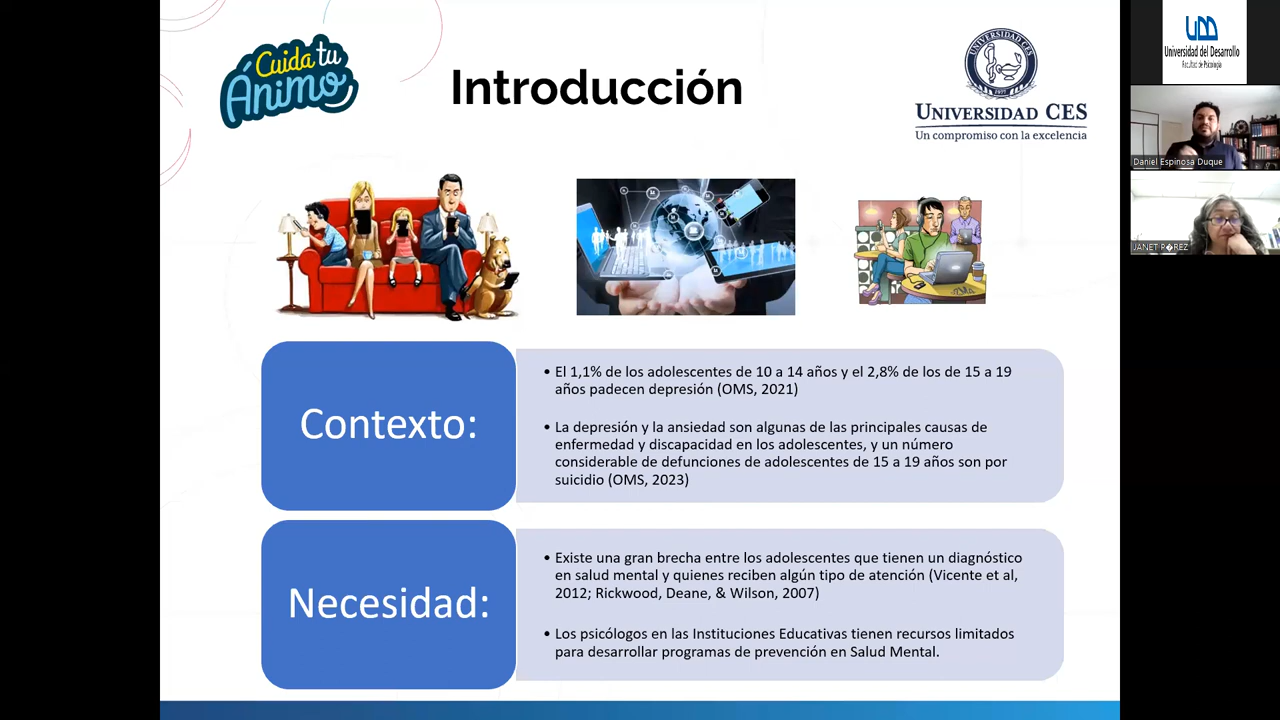 Cuida tu
Ánimo
Introducción
UNIVERSIDAD CES
1977
UNIVERSIDAD CES
Un compromiso con la excelencia
Contexto:
• El 1,1% de los adolescentes de 10 a 14 años y el 2,8% de los de 15 a 19
años padecen depresión (OMS, 2021)
• La depresión y la ansiedad son algunas de las principales causas de
enfermedad y discapacidad en los adolescentes, y un número
considerable de defunciones de adolescentes de 15 a 19 años son por
suicidio (OMS, 2023)
Necesidad:
• Existe una gran brecha entre los adolescentes que tienen un diagnóstico
en salud mental y quienes reciben algún tipo de atención (Vicente et al,
2012; Rickwood, Deane, & Wilson, 2007)
• Los psicólogos en las Instituciones Educativas tienen recursos limitados
para desarrollar programas de prevención en Salud Mental.
Universidad del Desarrollo
Facultad de Psicología
Daniel Espinosa Duque
JANET P�REZ